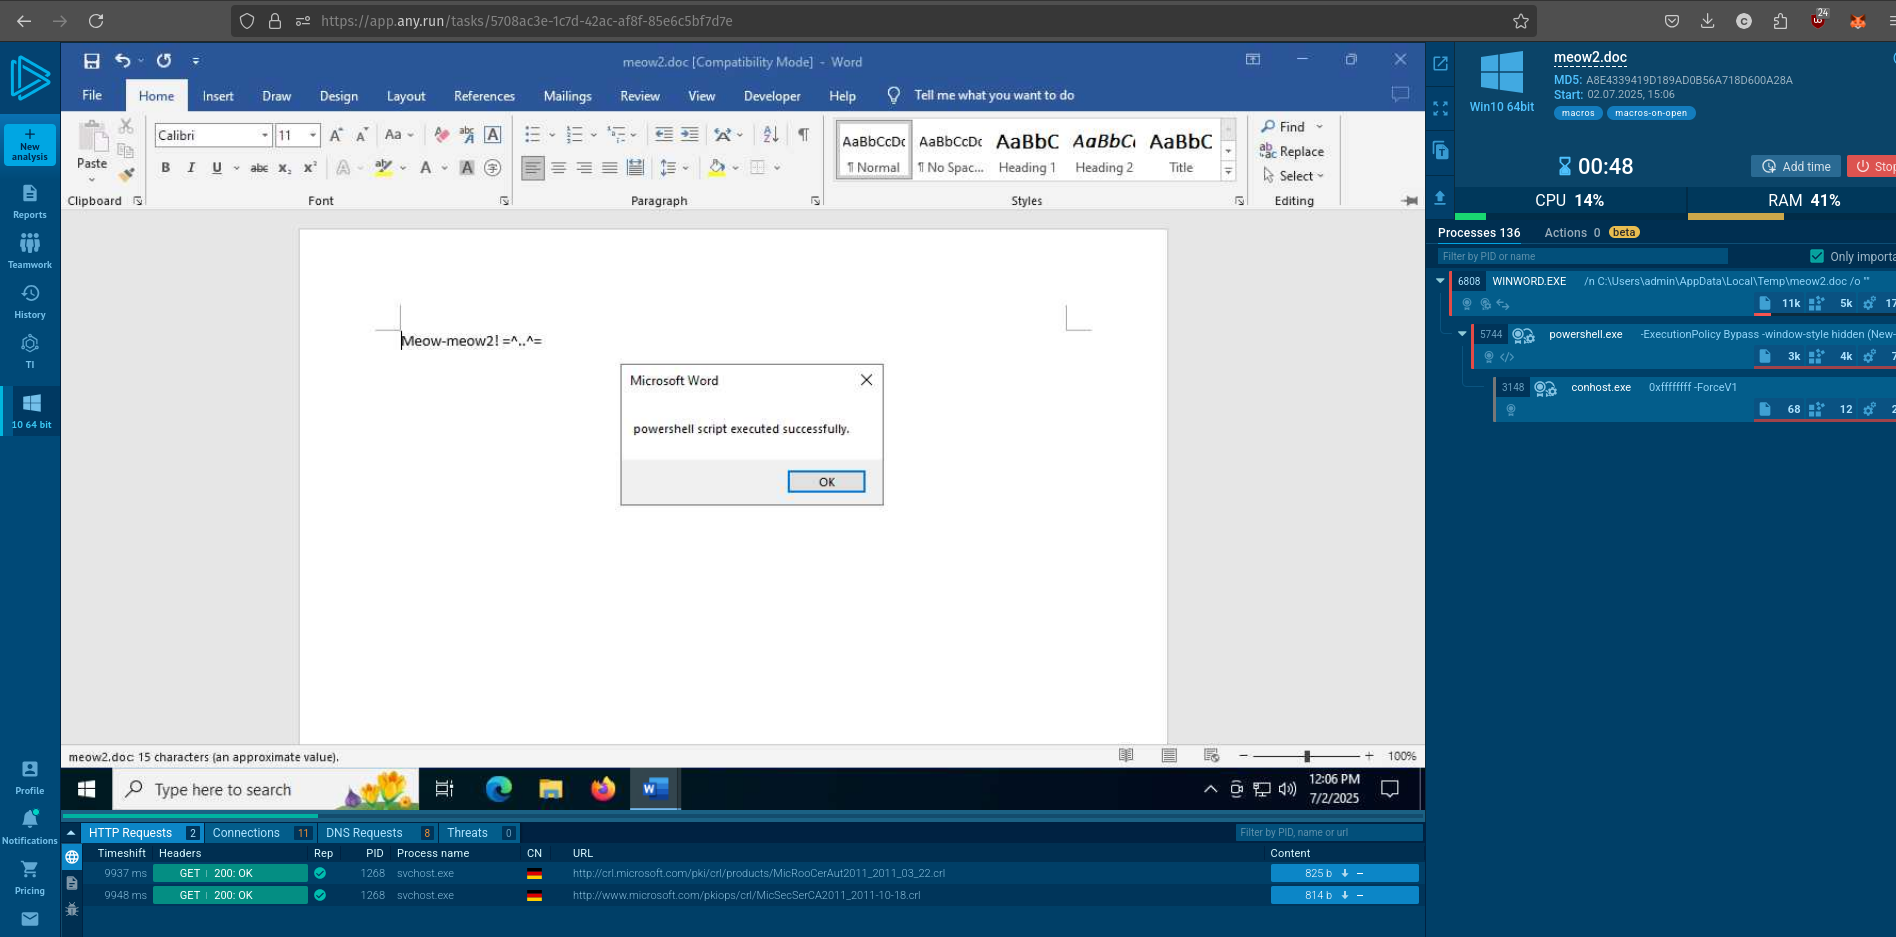 https://app.any.run/tasks/5708ac3e-1c7d-42ac-af8f-85e6c5bf7d7e
24
New analysis
Reports
Teamwork
History
TI
10 64 bit
Profile
Notifications
Pricing
meow2.doc [Compatibility Mode] - Word
File Home Insert Draw Design Layout References Mailings Review View Developer Help Tell me what you want to do
Paste
Calibri 11
Aa
B I U abc x₂ x²
AaBbCcDc AaBbCcDc AaBbC AaBbC AaBbC
¶ Normal ¶ No Spac... Heading 1 Heading 2 Title
Find
Replace
Select
Clipboard Font Paragraph Styles Editing
Meow-meow2! =^..^=
Microsoft Word
powershell script executed successfully.
OK
meow2.doc: 15 characters (an approximate value).
100%
Type here to search
12:06 PM
7/2/2025
HTTP Requests 2 Connections 11 DNS Requests 8 Threats 0
Filter by PID, name or url
Timeshift Headers Rep PID Process name CN URL Content
9937 ms GET 200: OK 1268 svchost.exe http://crl.microsoft.com/pki/crl/products/MicRooCerAut2011_2011_03_22.crl 825 b
9948 ms GET 200: OK 1268 svchost.exe http://www.microsoft.com/pkiops/crl/MicSecSerCA2011_2011-10-18.crl 814 b
Win10 64bit
meow2.doc
MD5: A8E4339419D189AD0B56A718D600A28A
Start: 02.07.2025, 15:06
macros macros-on-open
00:48
Add time
Stop
CPU 14% RAM 41%
Processes 136 Actions 0 beta
Filter by PID or name
Only importa
6808 WINWORD.EXE /n C:\Users\admin\AppData\Local\Temp\meow2.doc /o ""
11k 5k 17
5744 powershell.exe -ExecutionPolicy Bypass -window-style hidden (New-
3k 4k 7
3148 conhost.exe 0xffffffff -ForceV1
68 12 2